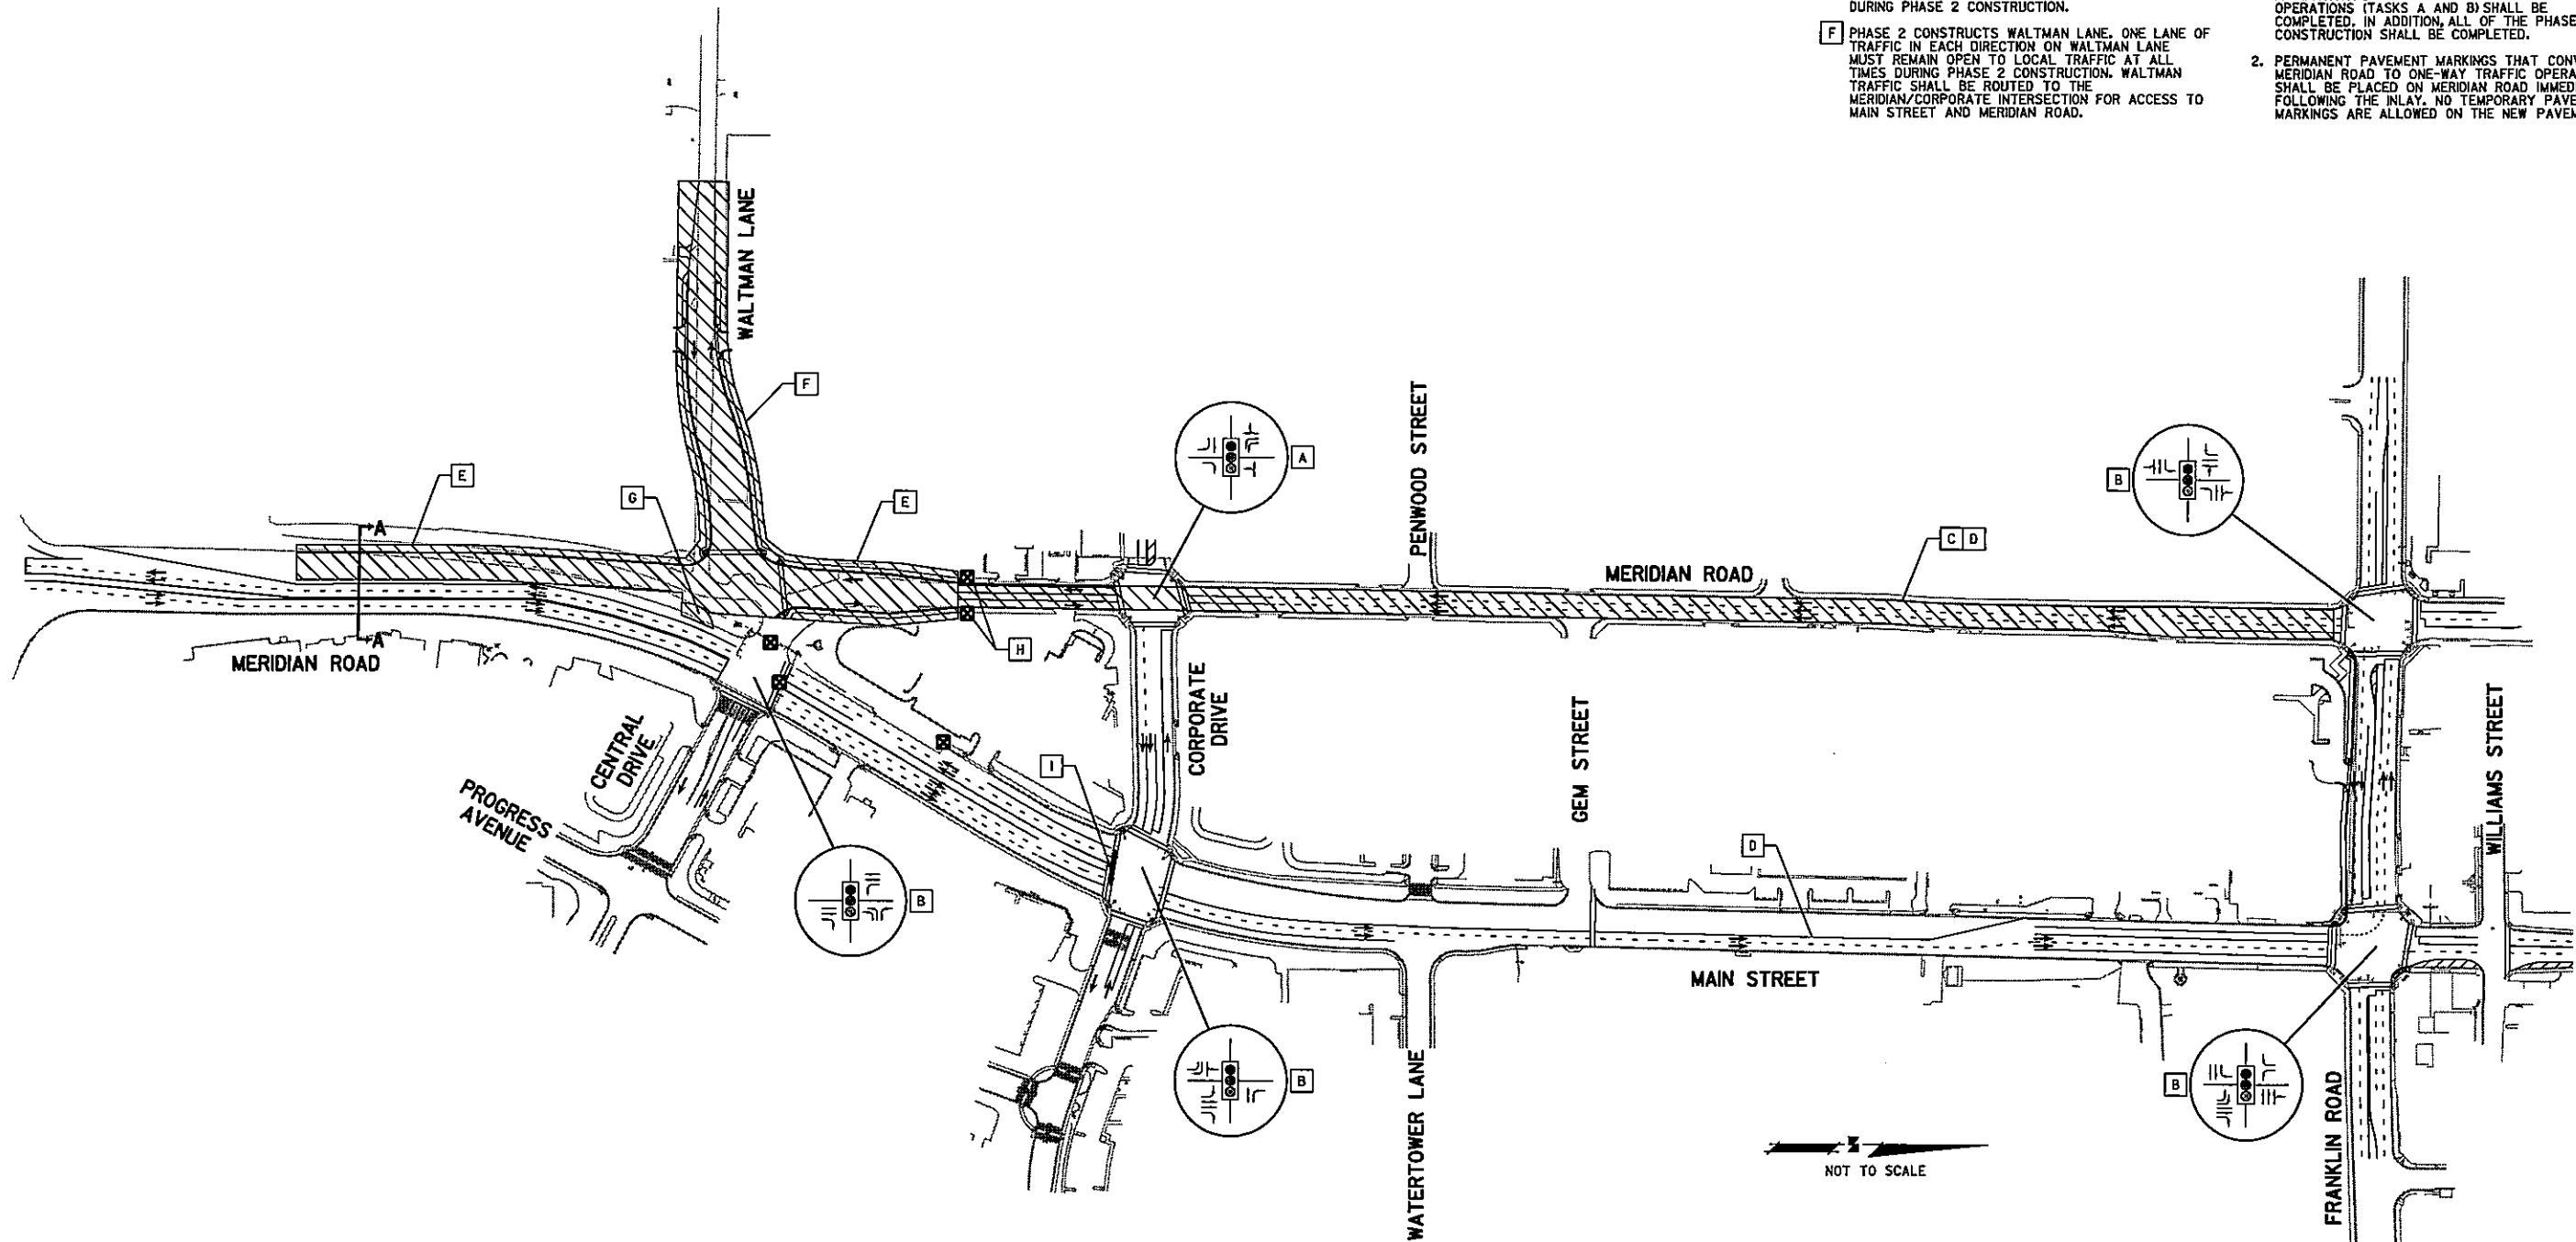 DURING PHASE 2 CONSTRUCTION.
F PHASE 2 CONSTRUCTS WALTMAN LANE. ONE LANE OF
TRAFFIC IN EACH DIRECTION ON WALTMAN LANE
MUST REMAIN OPEN TO LOCAL TRAFFIC AT ALL
TIMES DURING PHASE 2 CONSTRUCTION. WALTMAN
TRAFFIC SHALL BE ROUTED TO THE
MERIDIAN/CORPORATE INTERSECTION FOR ACCESS TO
MAIN STREET AND MERIDIAN ROAD.
OPERATIONS (TASKS A AND B) SHALL BE
COMPLETED. IN ADDITION, ALL OF THE PHASE
CONSTRUCTION SHALL BE COMPLETED.
2. PERMANENT PAVEMENT MARKINGS THAT
MERIDIAN ROAD TO ONE-WAY TRAFFIC
SHALL BE PLACED ON MERIDIAN ROAD
FOLLOWING THE INLAY. NO TEMPORARY
MARKINGS ARE ALLOWED ON THE NEW
WALTMAN LANE
F
E
G
E
A
PENWOOD STREET
B
C D
MERIDIAN ROAD
A
A
MERIDIAN ROAD
H
CENTRAL
DRIVE
PROGRESS
AVENUE
CORPORATE
DRIVE
I
GEM STREET
WILLIAMS STREET
D
B
MAIN STREET
B
WATERTOWER LANE
B
FRANKLIN ROAD
N
NOT TO SCALE